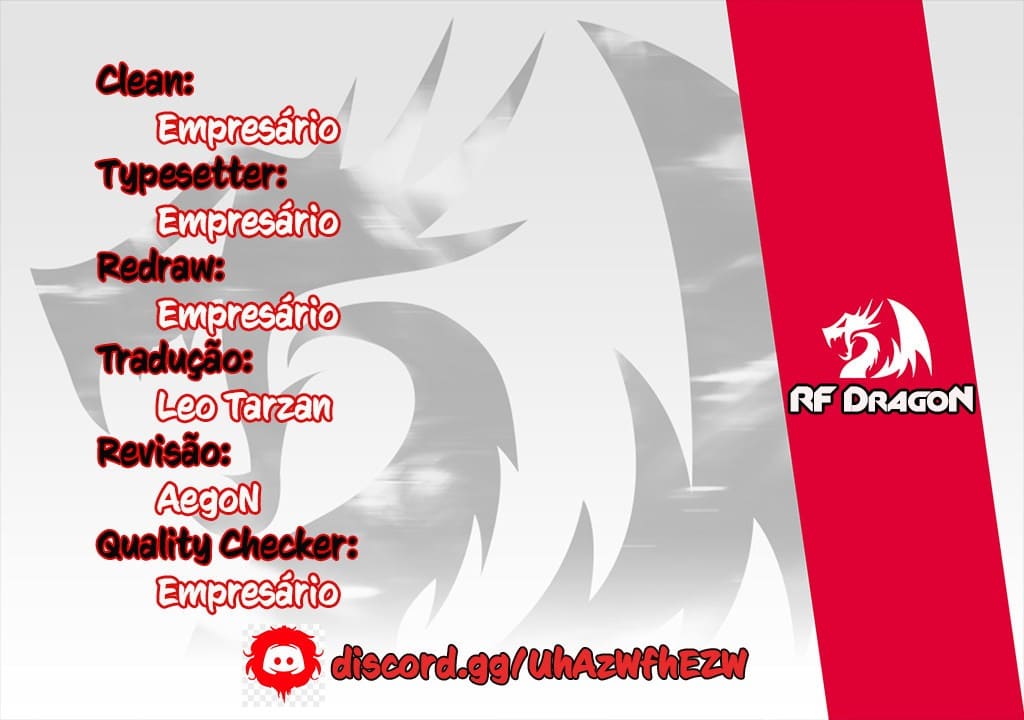 Clean:
Empresário
Typesetter:
Empresário
Redraw:
Empresário
Tradução:
Leo Tarzan
Revisão:
AegoN
Quality Checker:
Empresário
discord.gg/UhAzWfhEZW
RF DragoN